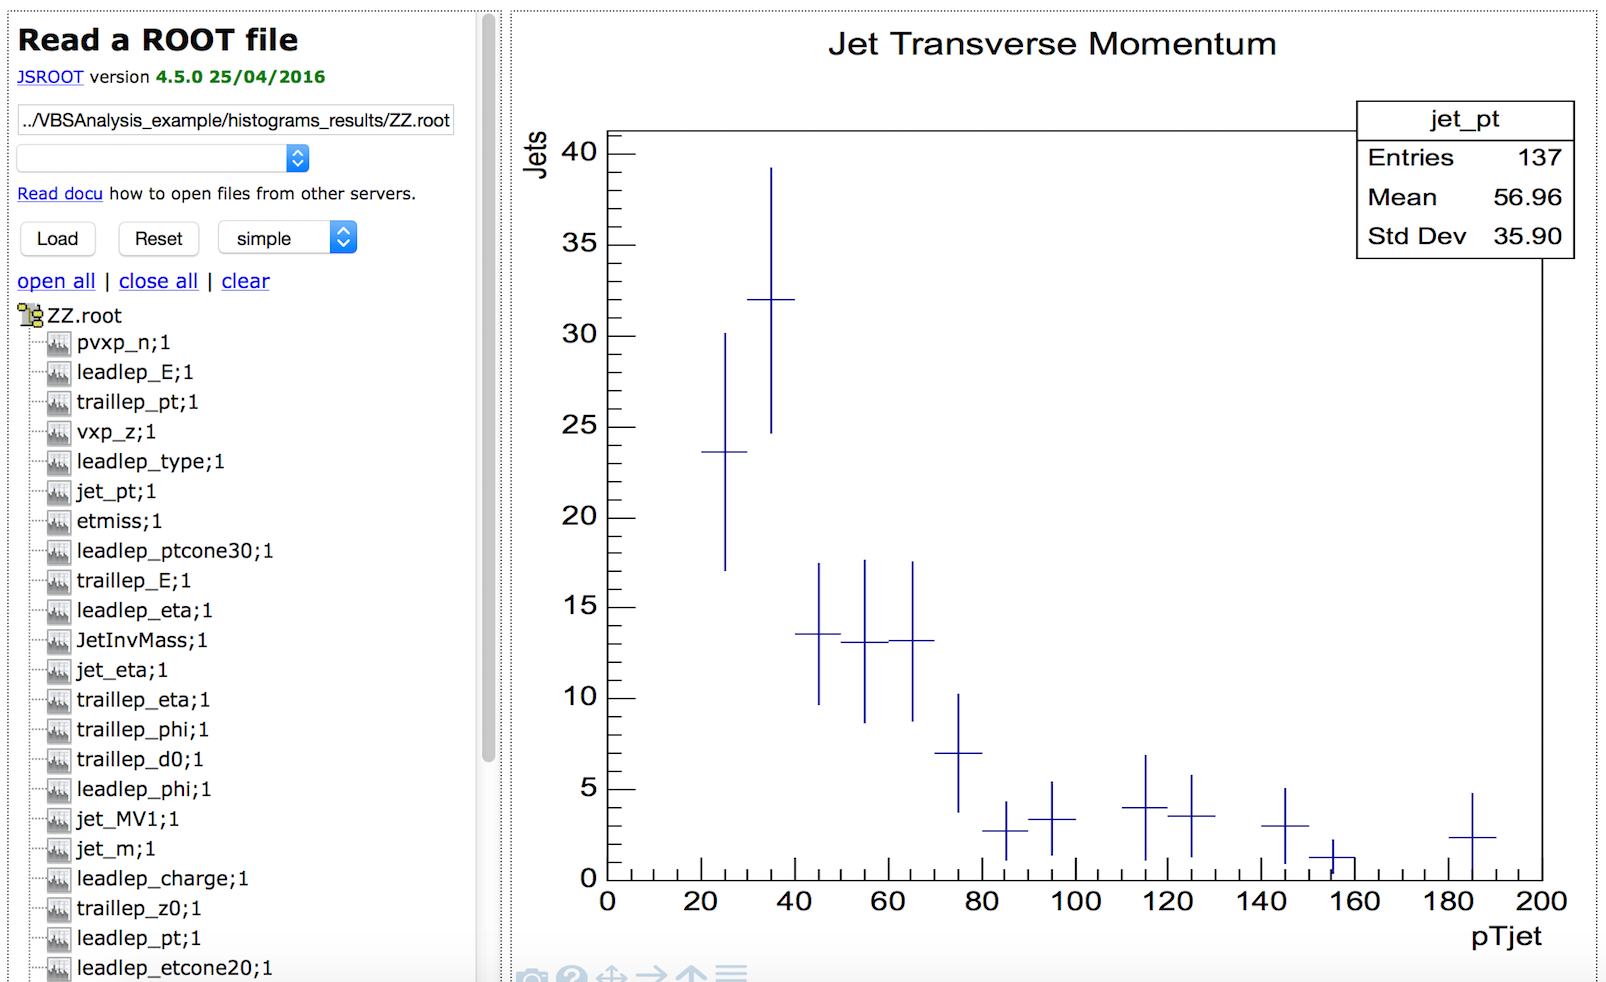 Read a ROOT file
JSROOT version 4.5.0 25/04/2016
../VBSAnalysis_example/histograms_results/ZZ.root
Read docu how to open files from other servers.
Load Reset simple
open all | close all | clear
ZZ.root
pvxp_n;1
leadlep_E;1
traillep_pt;1
vxp_z;1
leadlep_type;1
jet_pt;1
etmiss;1
leadlep_ptcone30;1
traillep_E;1
leadlep_eta;1
JetInvMass;1
jet_eta;1
traillep_eta;1
traillep_phi;1
traillep_d0;1
leadlep_phi;1
jet_MV1;1
jet_m;1
leadlep_charge;1
traillep_z0;1
leadlep_pt;1
leadlep_etcone20;1
Jet Transverse Momentum
jet_pt
Entries 137
Mean 56.96
Std Dev 35.90
Jets
40
35
30
25
20
15
10
5
0
0 20 40 60 80 100 120 140 160 180 200
pTjet